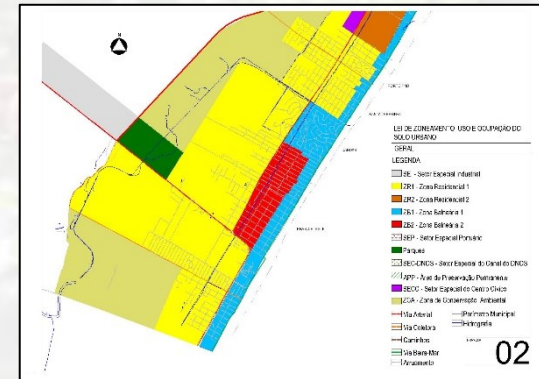 N
LEI DE ZONEAMENTO, USO E OCUPAÇÃO DO
SOLO URBANO
GERAL
LEGENDA
SEI - Setor Especial Industrial
ZR1 - Zona Residencial 1
ZR2 - Zona Residencial 2
ZB1 - Zona Balneária 1
ZB2 - Zona Balneária 2
SEP - Setor Especial Portuário
Parques
SEC-DNOS - Setor Especial do Canal do DNOS
APP - Área de Preservação Permanente
SECC - Setor Especial do Centro Cívico
ZCA - Zona de Conservação Ambiental
Via Arterial
Via Coletora
Caminhos
Via Beira-Mar
Arruamento
Perímetro Municipal
Hidrografia
02